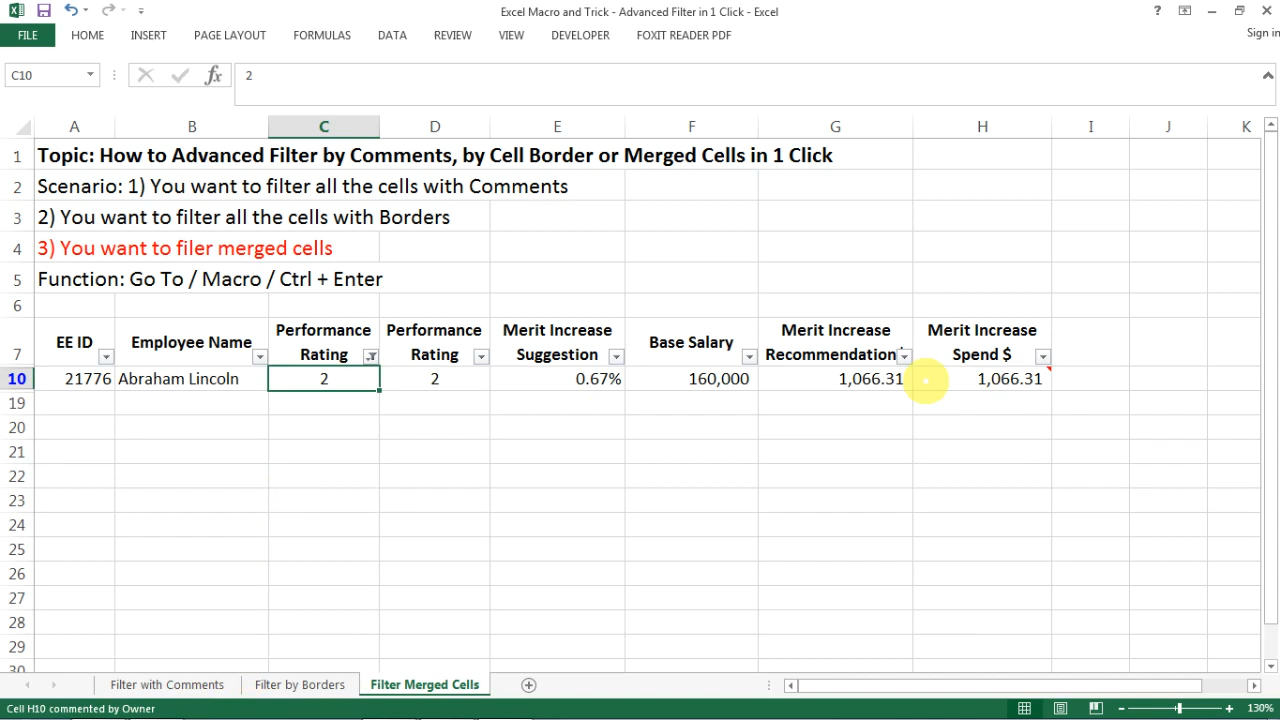 Excel Macro and Trick - Advanced Filter in 1 Click - Excel
?
FILE HOME INSERT PAGE LAYOUT FORMULAS DATA REVIEW VIEW DEVELOPER FOXIT READER PDF Sign in
C10 fx 2
A B C D E F G H I J K
1 Topic: How to Advanced Filter by Comments, by Cell Border or Merged Cells in 1 Click
2 Scenario: 1) You want to filter all the cells with Comments
3 2) You want to filter all the cells with Borders
4 3) You want to filer merged cells
5 Function: Go To / Macro / Ctrl + Enter
6
Performance Performance Merit Increase Merit Increase Merit Increase
EE ID Employee Name Base Salary
7 Rating Rating Suggestion Recommendation Spend $
10 21776 Abraham Lincoln 2 2 0.67% 160,000 1,066.31 1,066.31
19
20
21
22
23
24
25
26
27
28
29
30
Filter with Comments Filter by Borders Filter Merged Cells
Cell H10 commented by Owner 130%